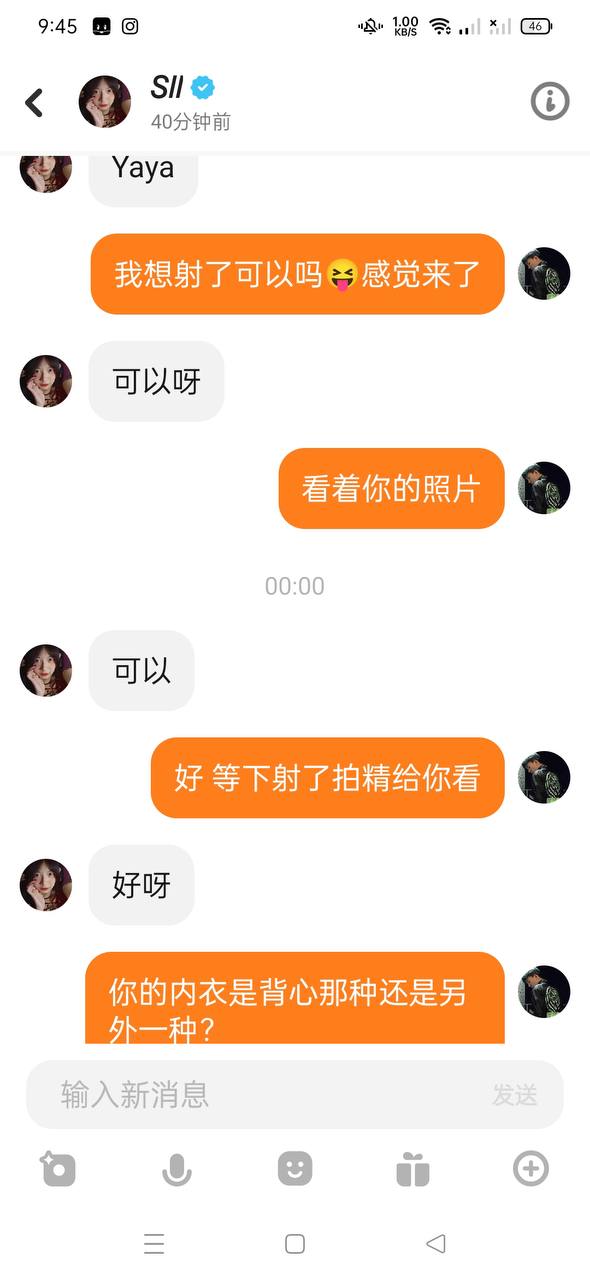 9:45
1.00
KB/S
46
Sll
40分钟前
Yaya
我想射了可以吗😝感觉来了
可以呀
看着你的照片
00:00
可以
好 等下射了拍精给你看
好呀
你的内衣是背心那种还是另
外一种？
输入新消息
发送